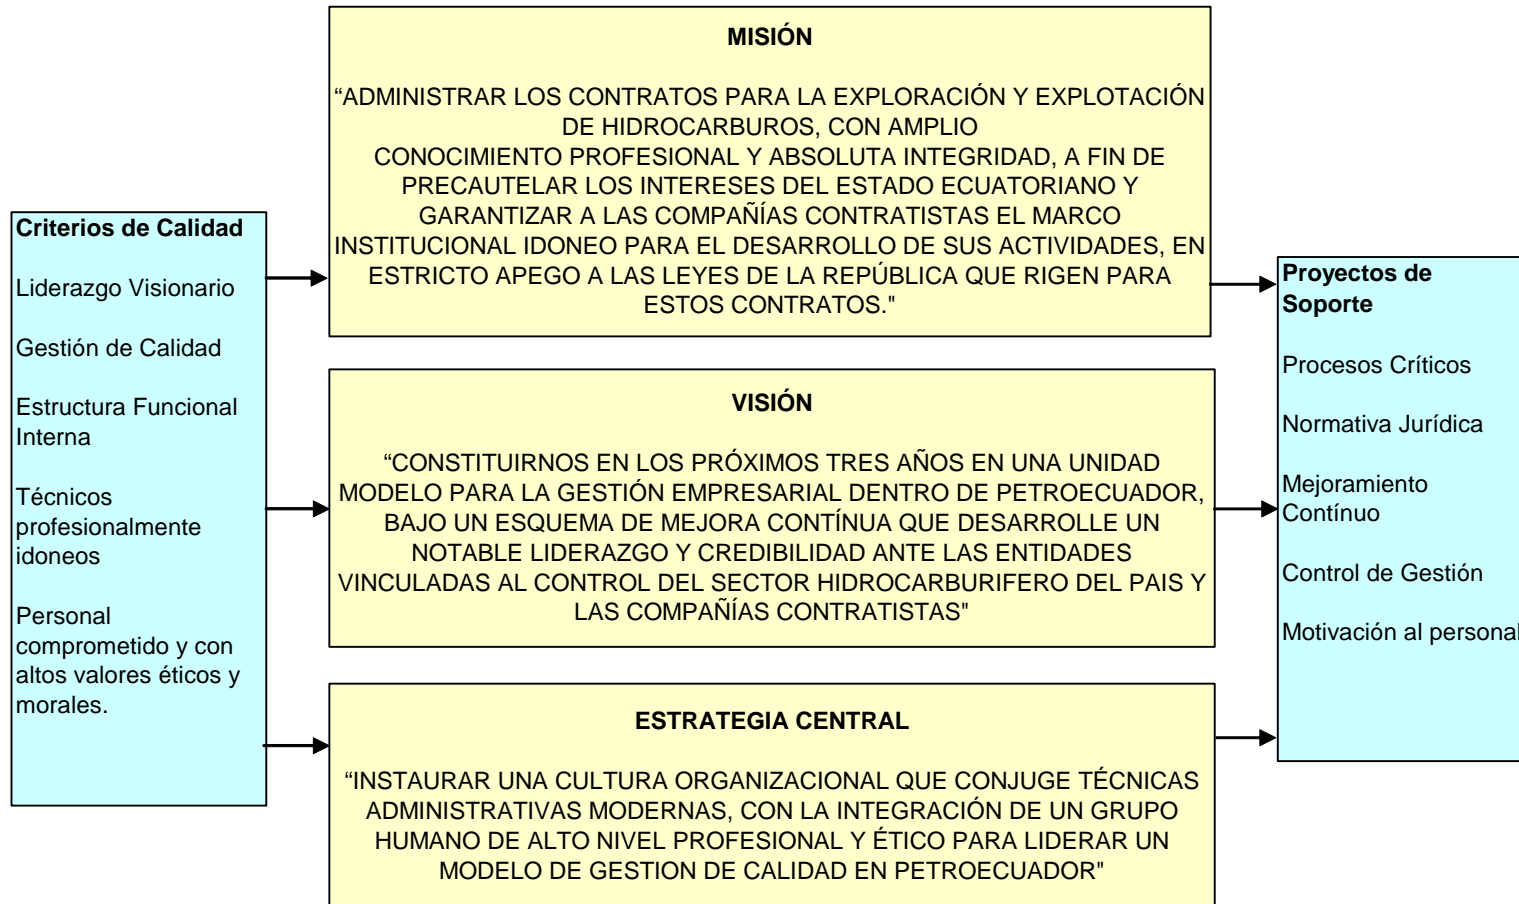 Criterios de Calidad
Liderazgo Visionario
Gestión de Calidad
Estructura Funcional
Interna
Técnicos
profesionalmente
idoneos
Personal
comprometido y con
altos valores éticos y
morales.
MISIÓN
“ADMINISTRAR LOS CONTRATOS PARA LA EXPLORACIÓN Y EXPLOTACIÓN
DE HIDROCARBUROS, CON AMPLIO
CONOCIMIENTO PROFESIONAL Y ABSOLUTA INTEGRIDAD, A FIN DE
PRECAUTELAR LOS INTERESES DEL ESTADO ECUATORIANO Y
GARANTIZAR A LAS COMPAÑÍAS CONTRATISTAS EL MARCO
INSTITUCIONAL IDONEO PARA EL DESARROLLO DE SUS ACTIVIDADES, EN
ESTRICTO APEGO A LAS LEYES DE LA REPÚBLICA QUE RIGEN PARA
ESTOS CONTRATOS."
VISIÓN
“CONSTITUIRNOS EN LOS PRÓXIMOS TRES AÑOS EN UNA UNIDAD
MODELO PARA LA GESTIÓN EMPRESARIAL DENTRO DE PETROECUADOR,
BAJO UN ESQUEMA DE MEJORA CONTÍNUA QUE DESARROLLE UN
NOTABLE LIDERAZGO Y CREDIBILIDAD ANTE LAS ENTIDADES
VINCULADAS AL CONTROL DEL SECTOR HIDROCARBURIFERO DEL PAIS Y
LAS COMPAÑÍAS CONTRATISTAS"
ESTRATEGIA CENTRAL
“INSTAURAR UNA CULTURA ORGANIZACIONAL QUE CONJUGE TÉCNICAS
ADMINISTRATIVAS MODERNAS, CON LA INTEGRACIÓN DE UN GRUPO
HUMANO DE ALTO NIVEL PROFESIONAL Y ÉTICO PARA LIDERAR UN
MODELO DE GESTION DE CALIDAD EN PETROECUADOR"
Proyectos de
Soporte
Procesos Críticos
Normativa Jurídica
Mejoramiento
Contínuo
Control de Gestión
Motivación al personal